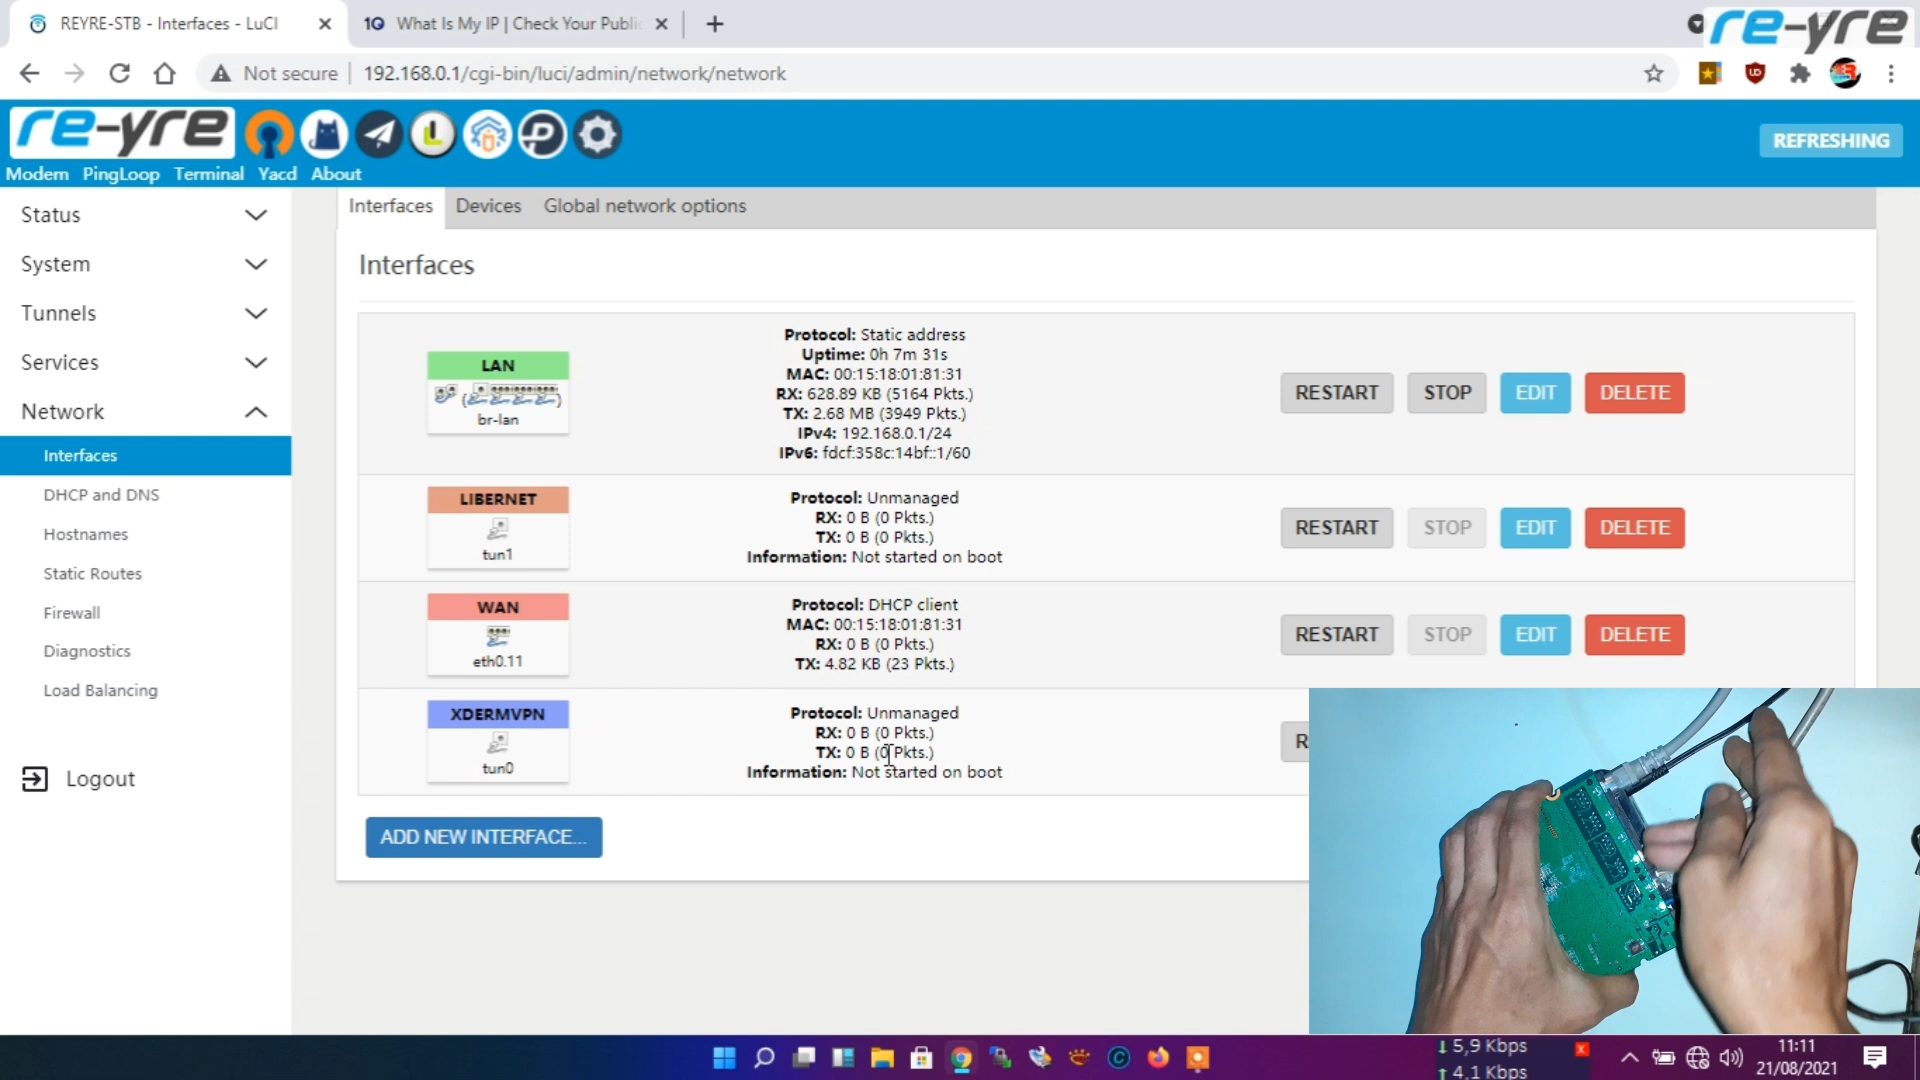 REYRE-STB - Interfaces - LuCI
1Q What Is My IP | Check Your Public
re-yre
Not secure
192.168.0.1/cgi-bin/luci/admin/network/network
re-yre
REFRESHING
Modem PingLoop Terminal Yacd About
Status
System
Tunnels
Services
Network
Interfaces
DHCP and DNS
Hostnames
Static Routes
Firewall
Diagnostics
Load Balancing
Logout
Interfaces Devices Global network options
Interfaces
LAN
br-lan
Protocol: Static address
Uptime: 0h 7m 31s
MAC: 00:15:18:01:81:31
RX: 628.89 KB (5164 Pkts.)
TX: 2.68 MB (3949 Pkts.)
IPv4: 192.168.0.1/24
IPv6: fdcf:358c:14bf::1/60
RESTART STOP EDIT DELETE
LIBERNET
tun1
Protocol: Unmanaged
RX: 0 B (0 Pkts.)
TX: 0 B (0 Pkts.)
Information: Not started on boot
RESTART STOP EDIT DELETE
WAN
eth0.11
Protocol: DHCP client
MAC: 00:15:18:01:81:31
RX: 0 B (0 Pkts.)
TX: 4.82 KB (23 Pkts.)
RESTART STOP EDIT DELETE
XDERMVPN
tun0
Protocol: Unmanaged
RX: 0 B (0 Pkts.)
TX: 0 B (0 Pkts.)
Information: Not started on boot
R
ADD NEW INTERFACE...
↓ 5,9 Kbps
↑ 4,1 Kbps
11:11
21/08/2021